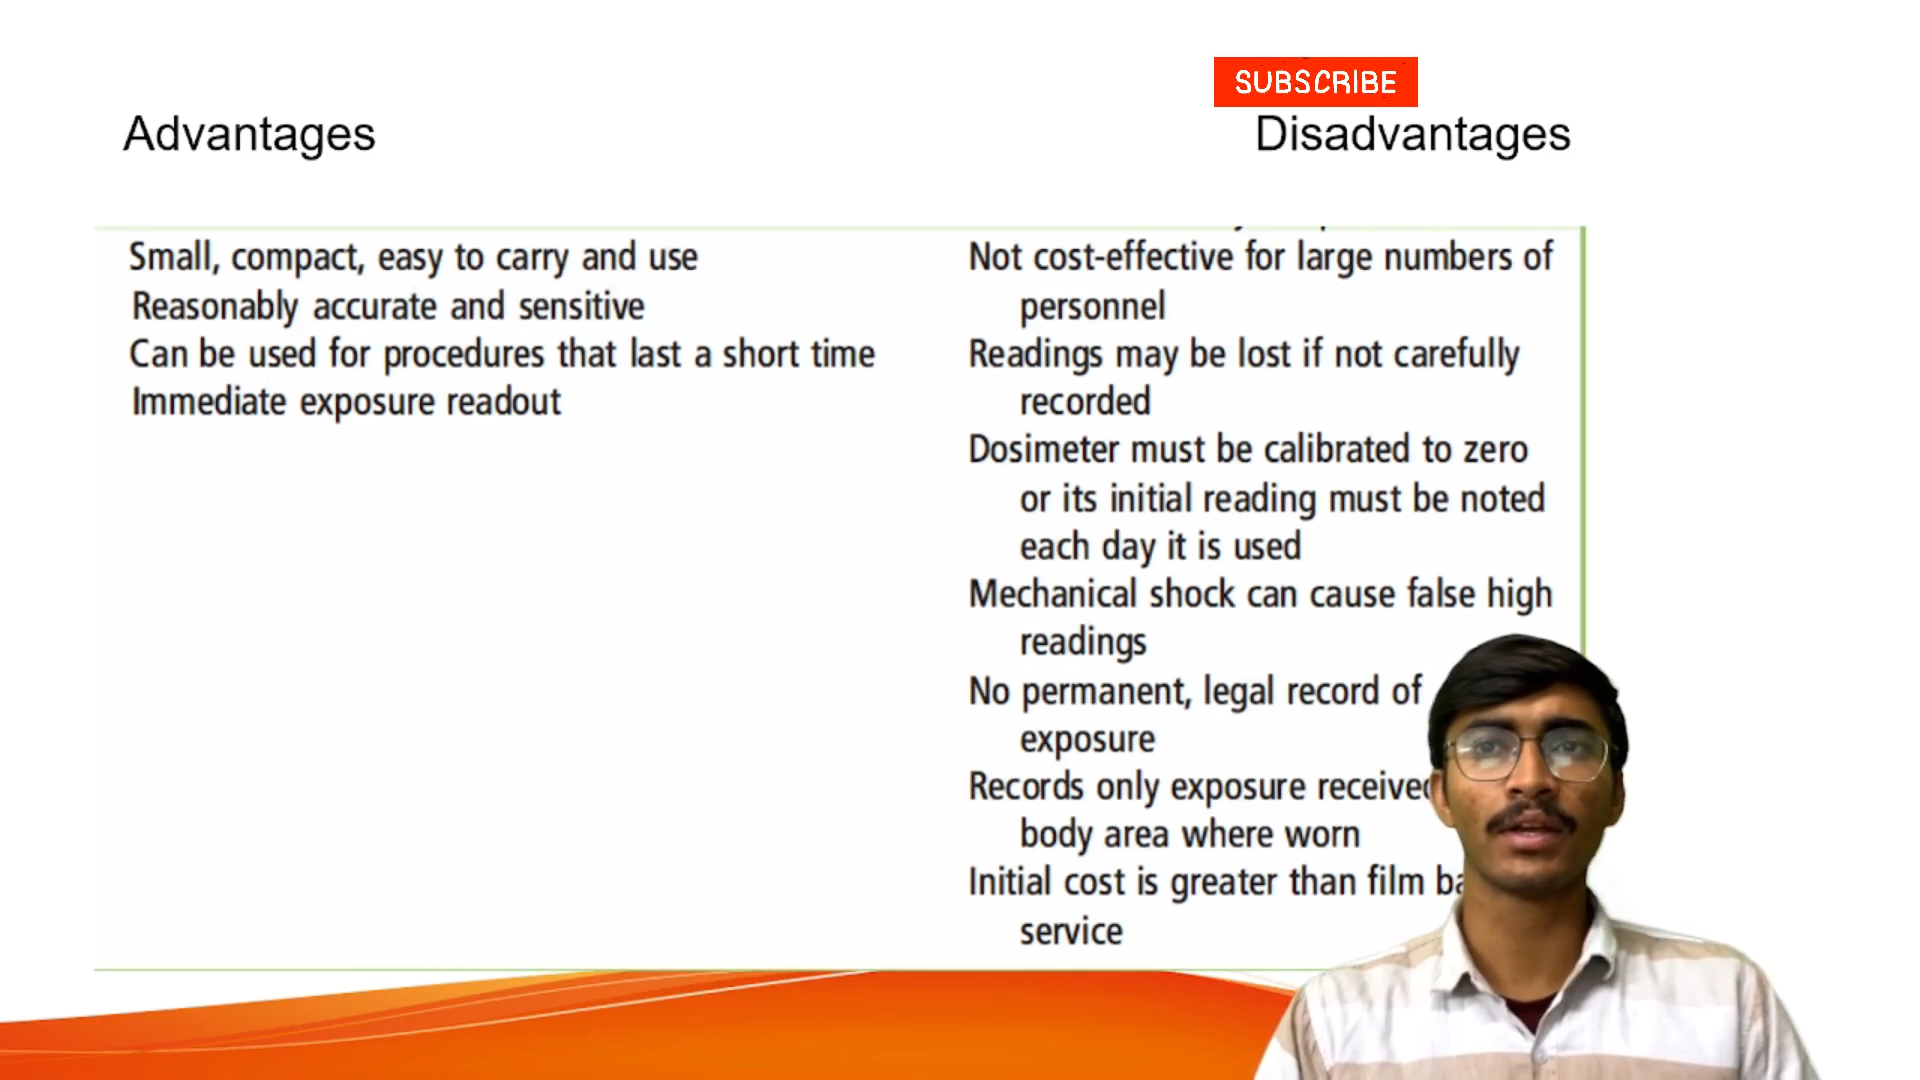 SUBSCRIBE
Advantages
Disadvantages
Small, compact, easy to carry and use
Reasonably accurate and sensitive
Can be used for procedures that last a short time
Immediate exposure readout
Not cost-effective for large numbers of
personnel
Readings may be lost if not carefully
recorded
Dosimeter must be calibrated to zero
or its initial reading must be noted
each day it is used
Mechanical shock can cause false high
readings
No permanent, legal record of
exposure
Records only exposure
body area where worn
Initial cost is greater than film
service